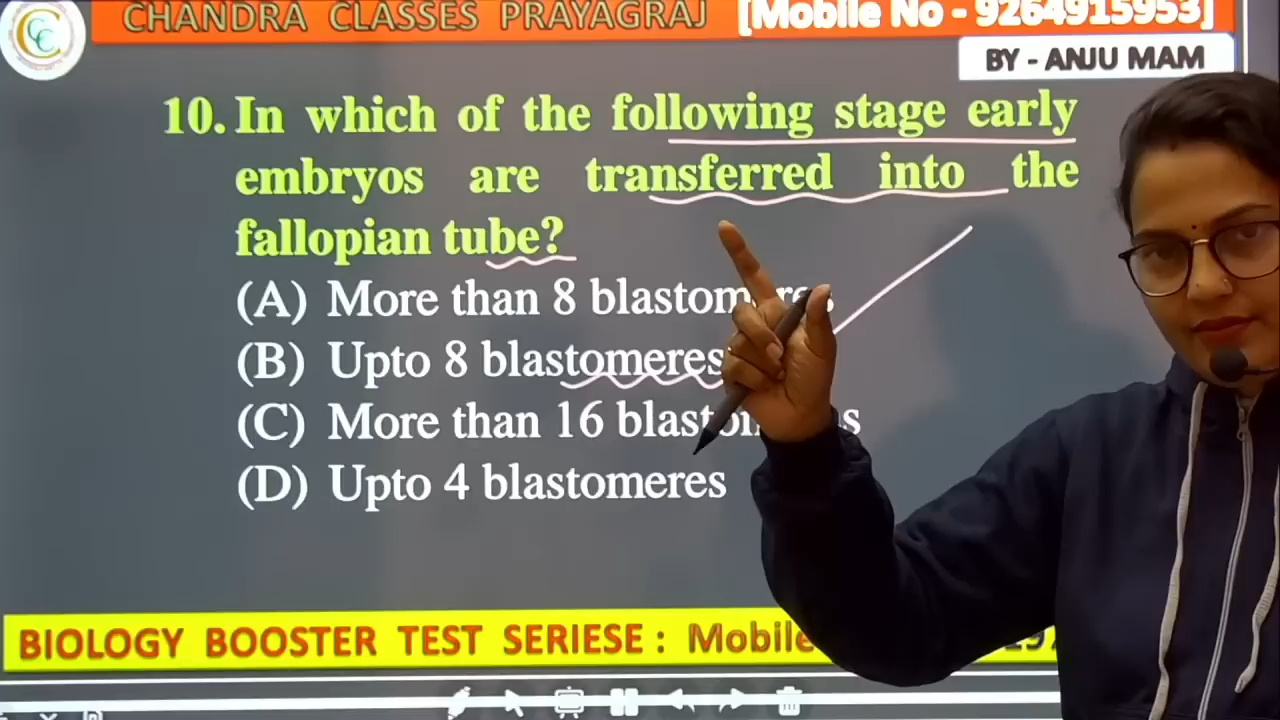 CHANDRA CLASSES PRAYAGRAJ [Mobile No - 9264915953]
BY - ANJU MAM
10. In which of the following stage early
embryos are transferred into the
fallopian tube?
(A) More than 8 blastomeres
(B) Upto 8 blastomeres
(C) More than 16 blastomeres
(D) Upto 4 blastomeres
BIOLOGY BOOSTER TEST SERIESE : Mobile